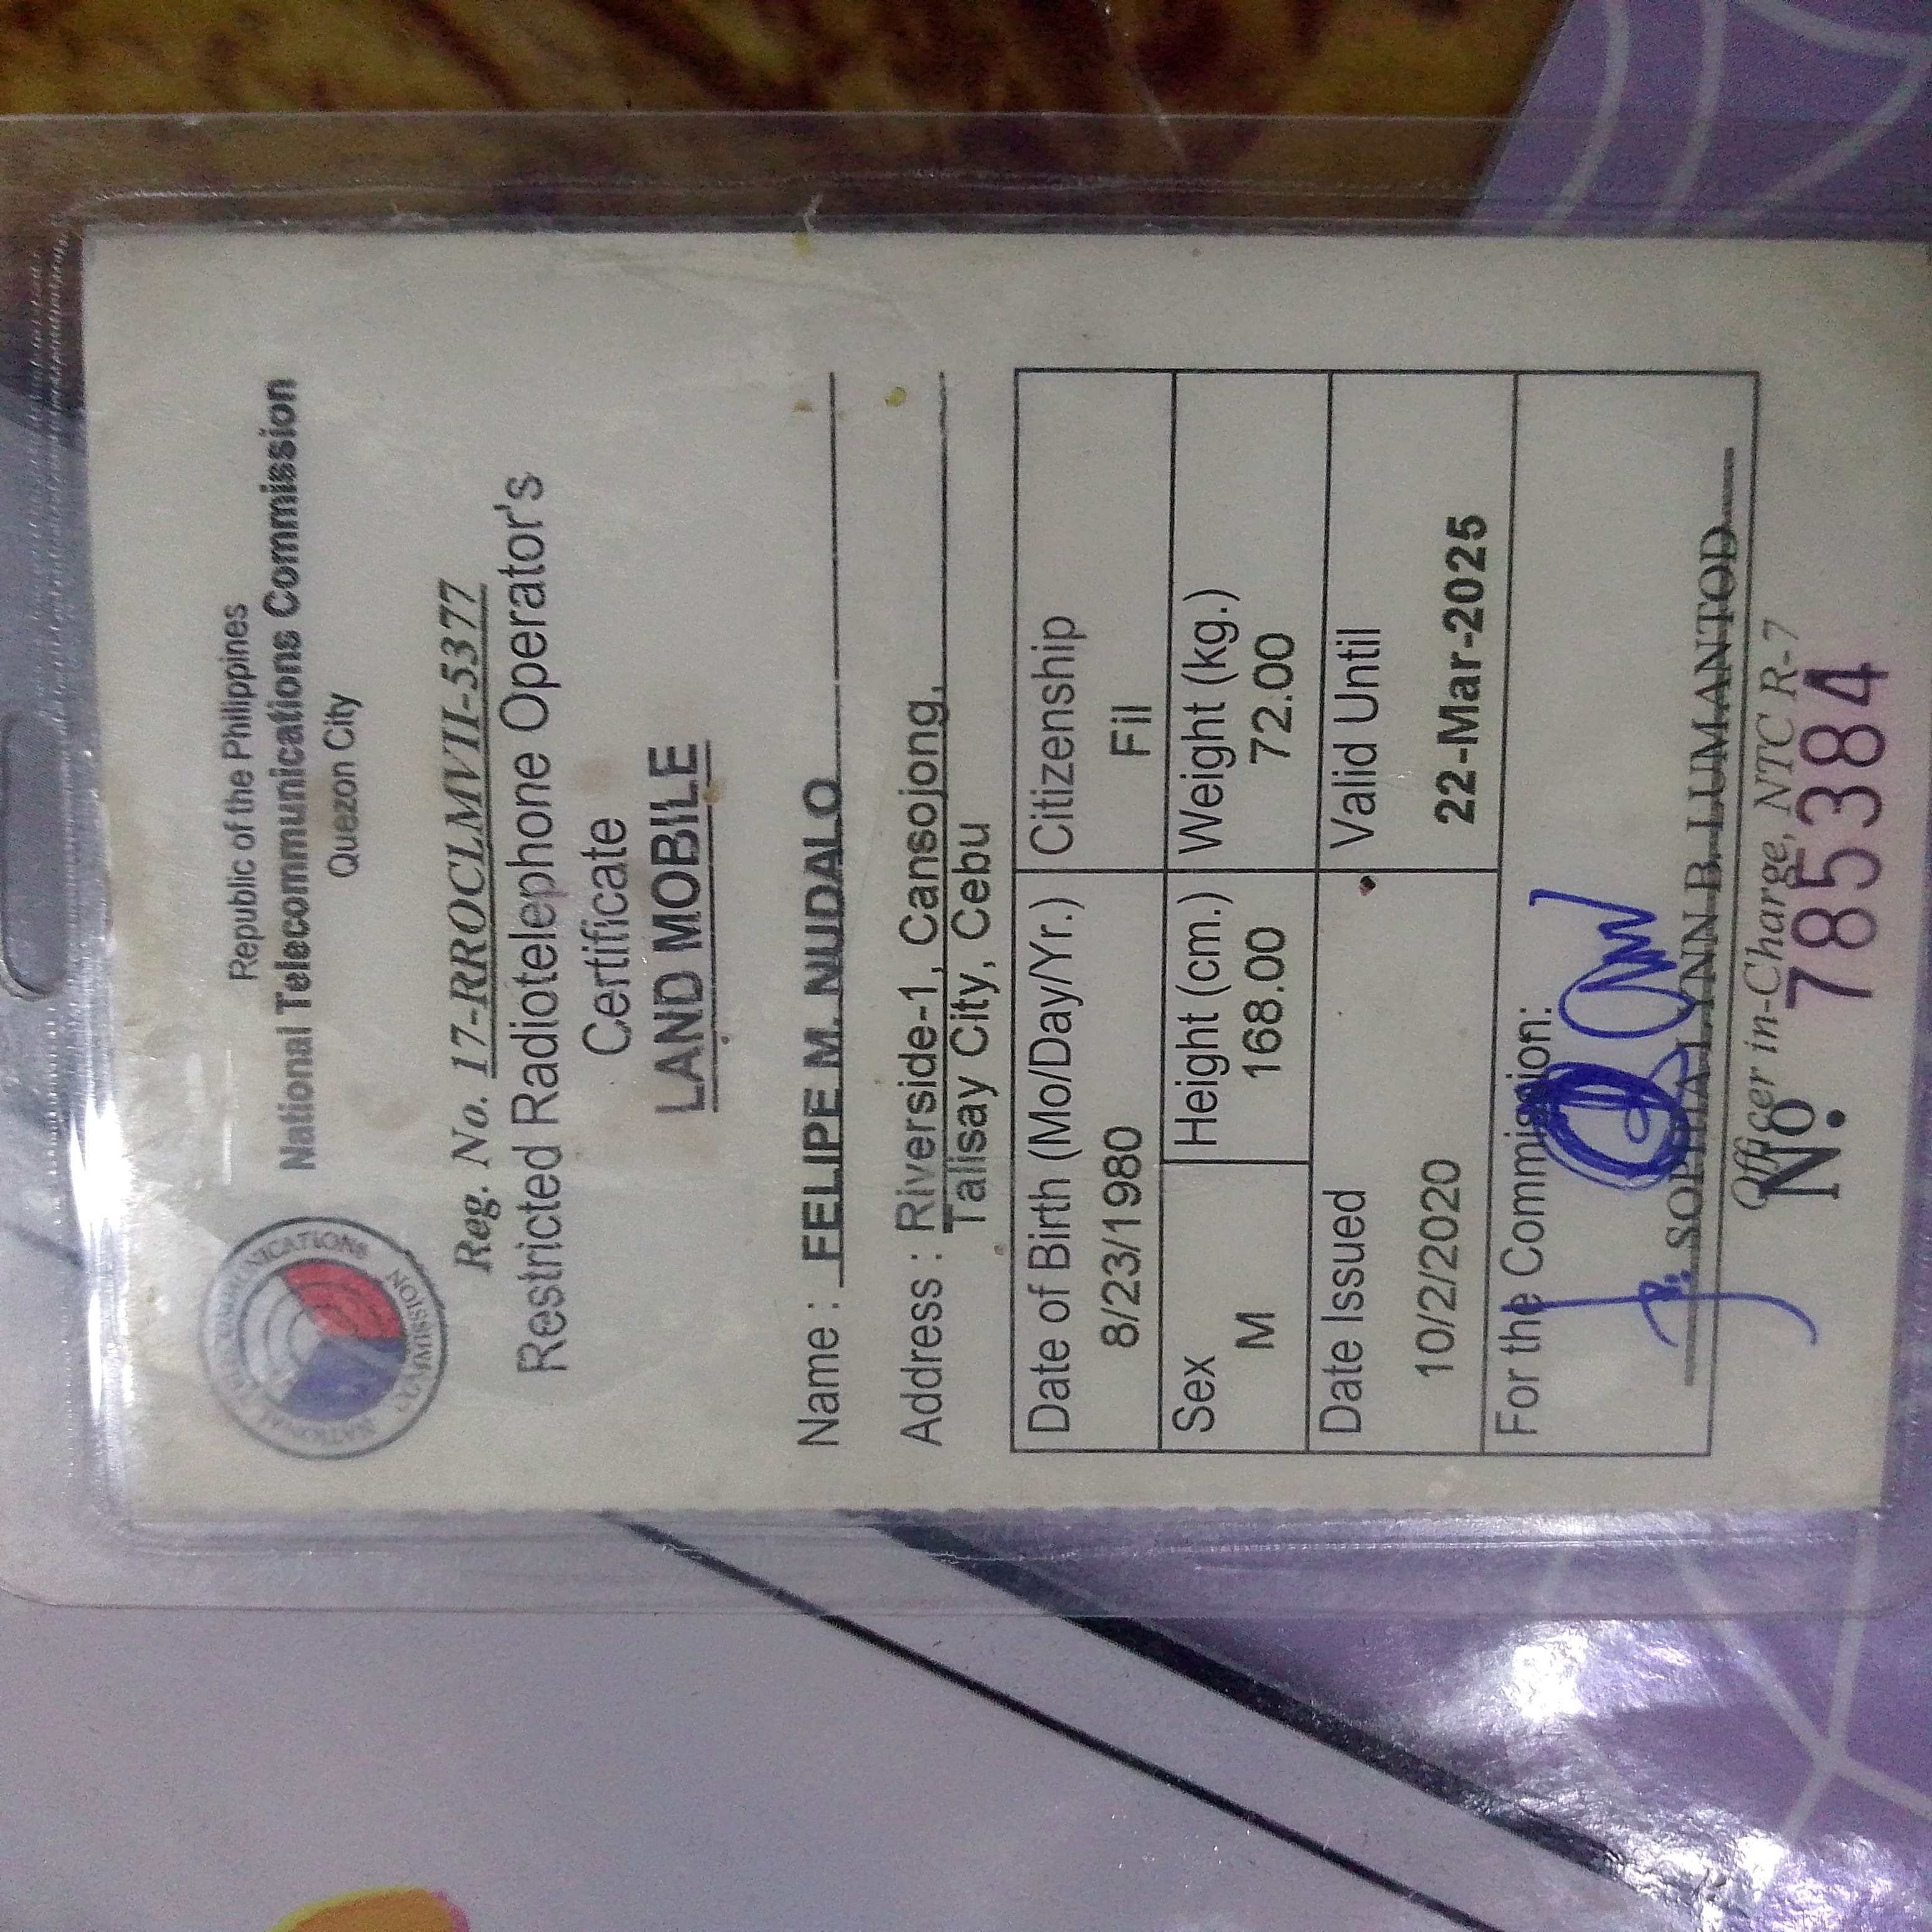 Republic of the Philippines
National Telecommunications Commission
Quezon City
NATIONAL TELECOMMUNICATIONS COMMISSION
Reg. No. 17-RROCLMVII-5377
Restricted Radiotelephone Operator's
Certificate
LAND MOBILE
Name : FELIPE M. NUDALO
Address : Riverside-1, Cansojong,
Talisay City, Cebu
Date of Birth (Mo/Day/Yr.) Citizenship
8/23/1980 Fil
Sex Height (cm.) Weight (kg.)
M 168.00 72.00
Date Issued Valid Until
10/2/2020 22-Mar-2025
For the Commission:
SOPHIA LYNN B. LUMANTOD
Officer in-Charge, NTC R-7
No. 785384